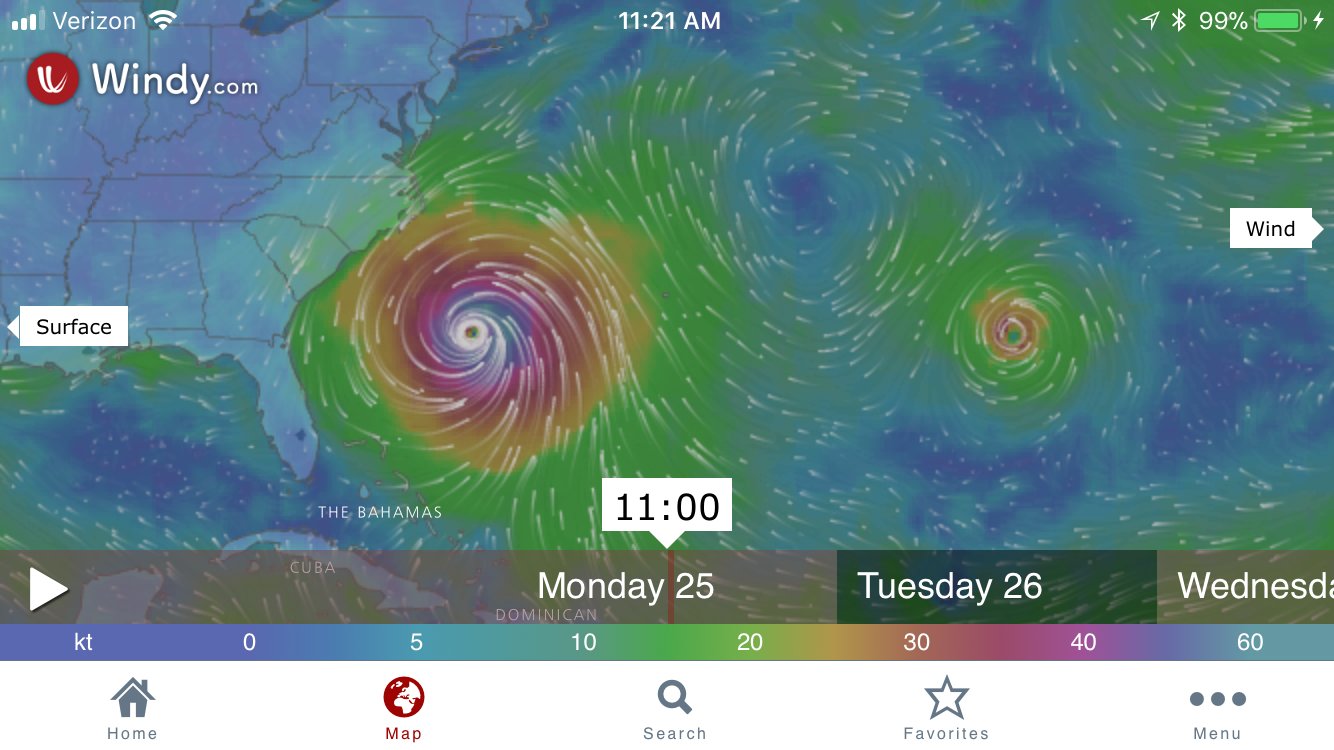 Verizon 11:21 AM 99%
Windy.com
Wind
Surface
THE BAHAMAS
11:00
CUBA
Monday 25 Tuesday 26 Wednesda
DOMINICAN
kt 0 5 10 20 30 40 60
Home Map Search Favorites Menu